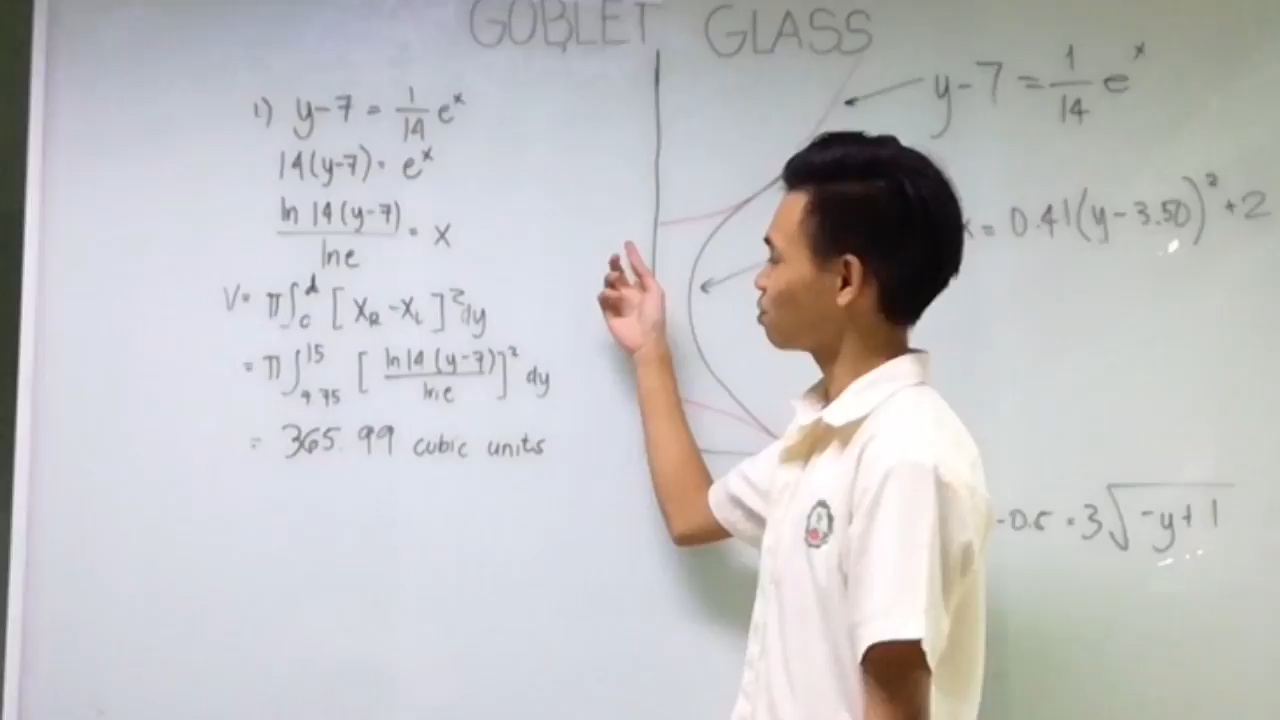 GOBLET GLASS
1) y-7 = 1/14 e^x
14(y-7) = e^x
ln 14(y-7) / ln e = x
V = π∫_c^d [x_R - x_L]^2 dy
= π∫^15 [ln 14(y-7) / ln e]^2 dy
= 365.99 cubic units
y-7 = 1/14 e^x
x = 0.41(y-3.50)^2 + 2
-0.5 = 3√(-y+1)